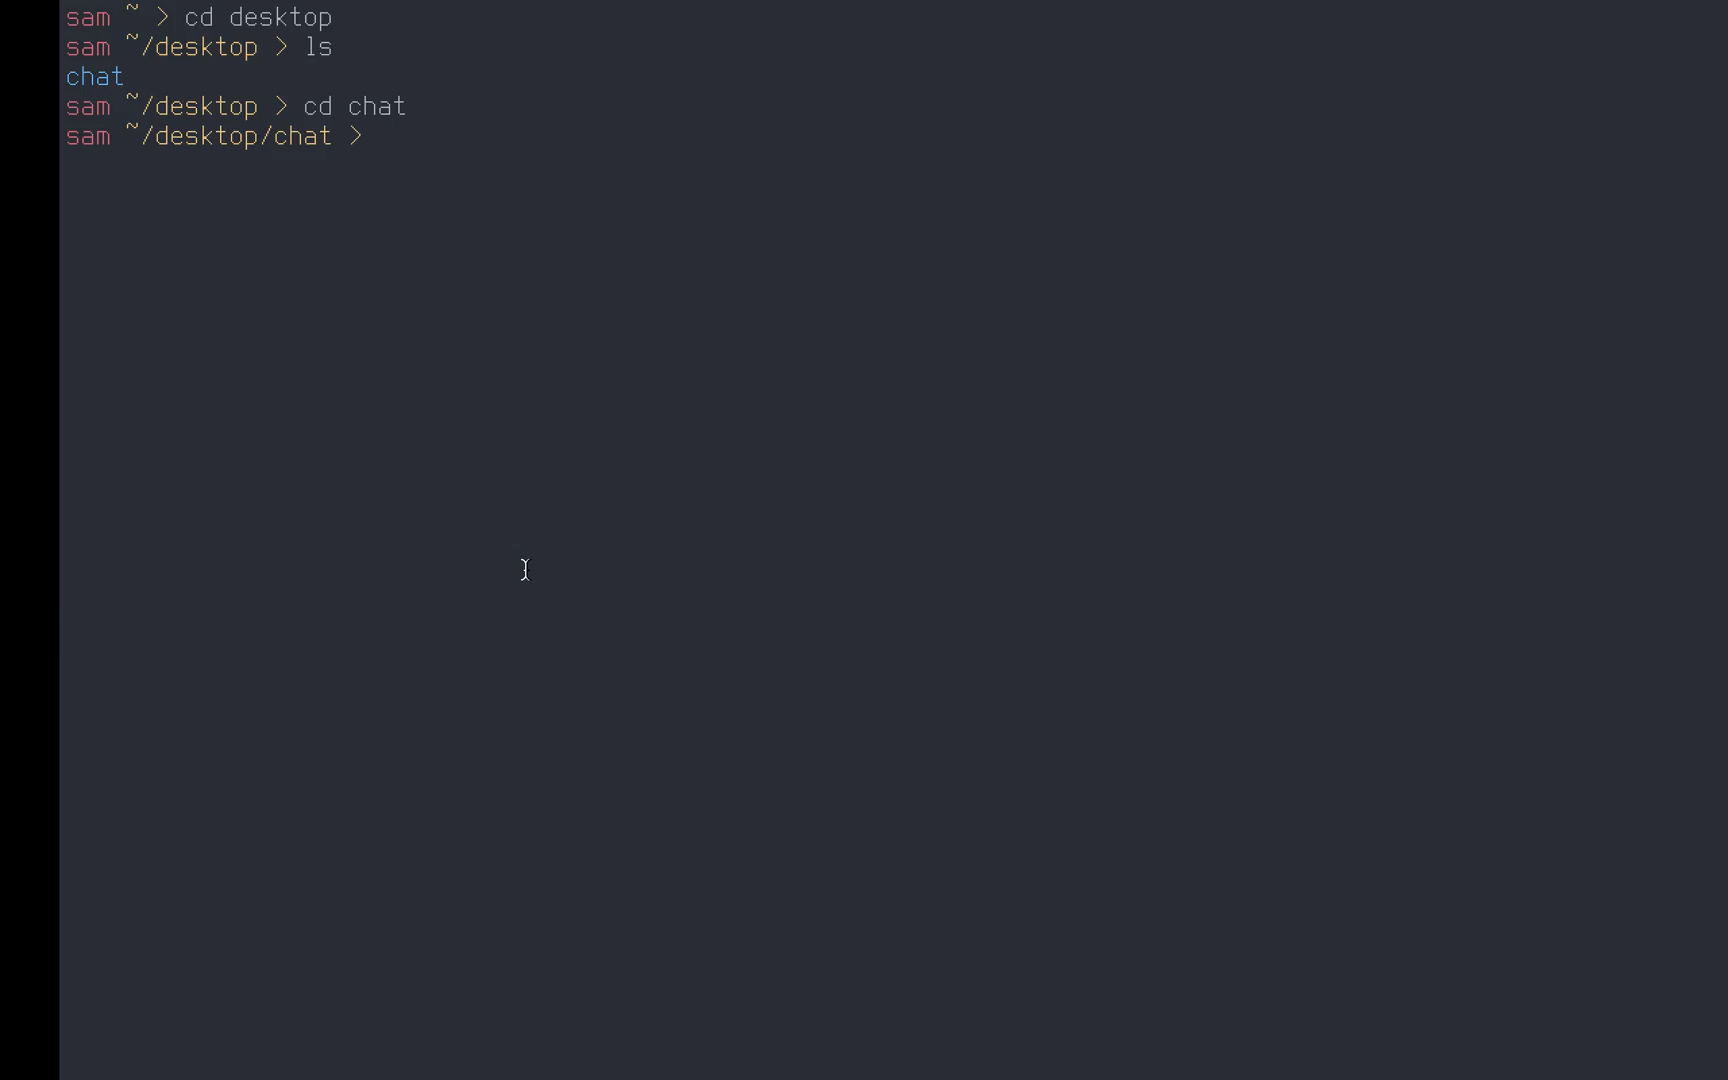 sam ~ > cd desktop
sam ~/desktop > ls
chat
sam ~/desktop > cd chat
sam ~/desktop/chat >